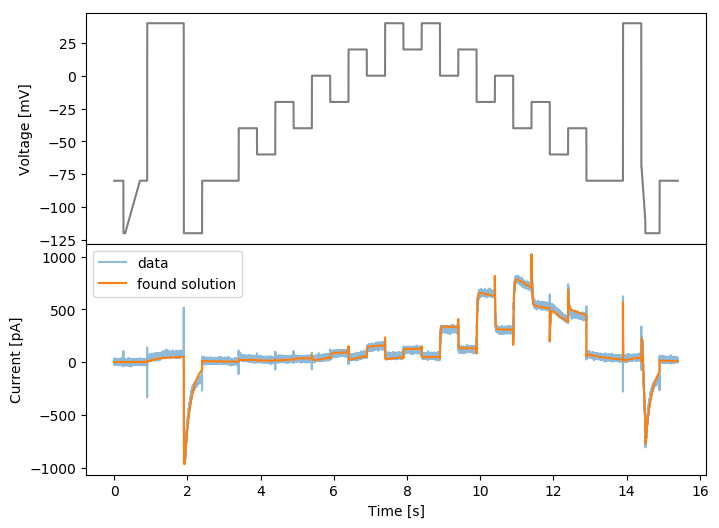 Voltage [mV]
25
0
−25
−50
−75
−100
−125
Current [pA]
1000
500
0
−500
−1000
data
found solution
0 2 4 6 8 10 12 14 16
Time [s]